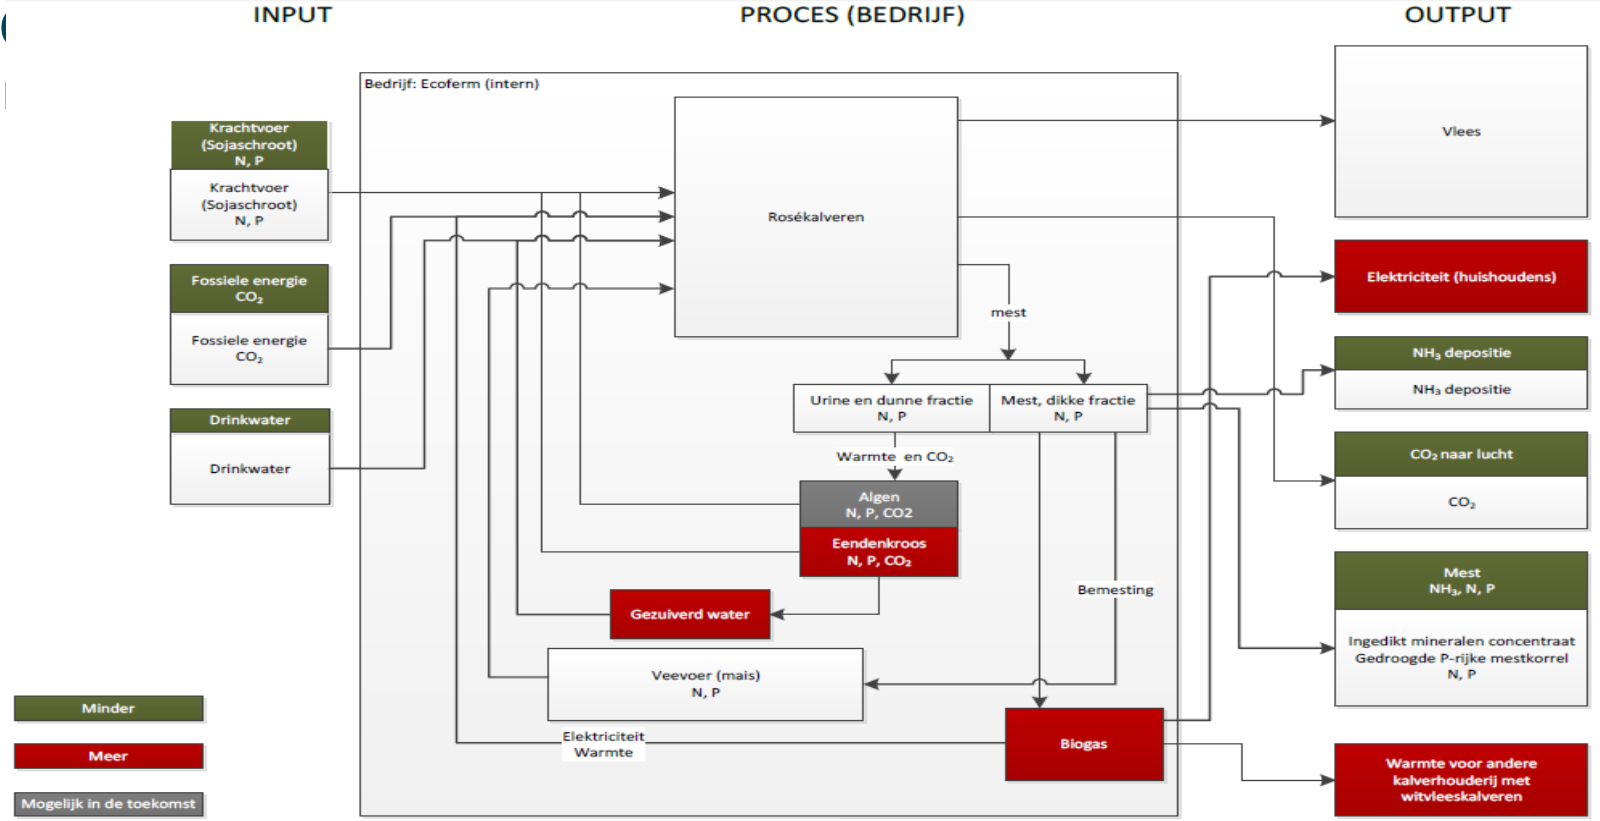 INPUT
PROCES (BEDRIJF)
OUTPUT
Bedrijf: Ecoferm (intern)
Krachtvoer
(Sojaschroot)
N, P
Krachtvoer
(Sojaschroot)
N, P
Fossiele energie
CO₂
Fossiele energie
CO₂
Drinkwater
Drinkwater
Rosékalveren
mest
Urine en dunne fractie
N, P
Mest, dikke fractie
N, P
Warmte en CO₂
Algen
N, P, CO2
Eendenkroos
N, P, CO₂
Gezuiverd water
Bemesting
Veevoer (mais)
N, P
Elektriciteit
Warmte
Biogas
Vlees
Elektriciteit (huishoudens)
NH₃ depositie
NH₃ depositie
CO₂ naar lucht
CO₂
Mest
NH₃, N, P
Ingedikt mineralen concentraat
Gedroogde P-rijke mestkorrel
N, P
Warmte voor andere
kalverhouderij met
witvleeskalveren
Minder
Meer
Mogelijk in de toekomst